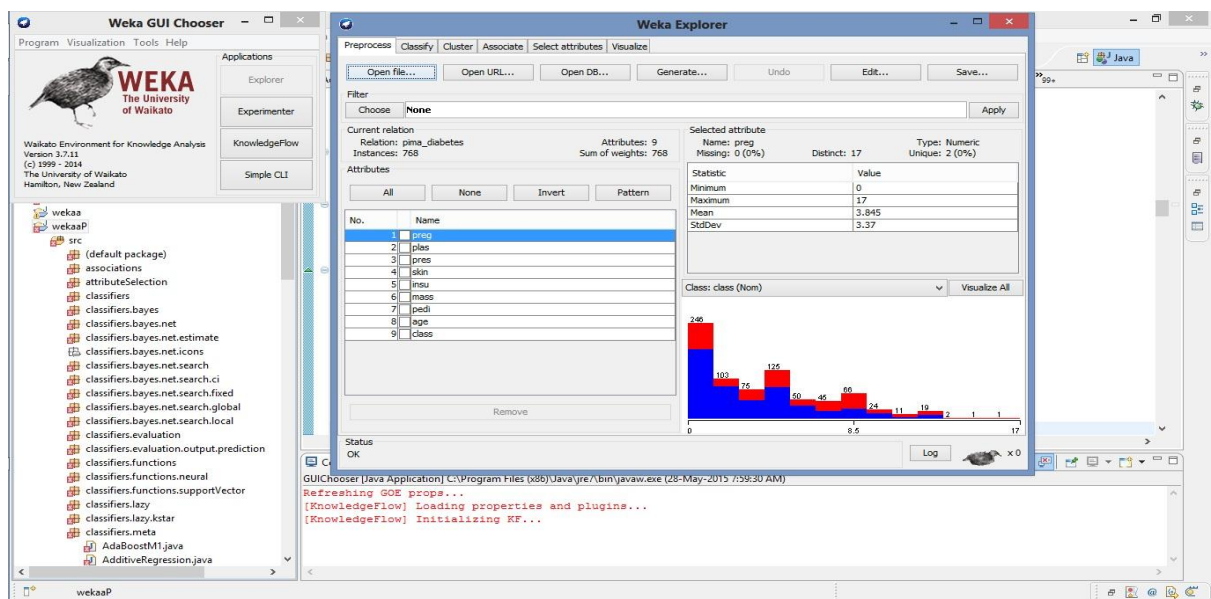 Weka GUI Chooser
Program Visualization Tools Help
WEKA
The University
of Waikato
Waikato Environment for Knowledge Analysis
Version 3.7.11
(c) 1999 - 2014
The University of Waikato
Hamilton, New Zealand
Applications
Explorer
Experimenter
KnowledgeFlow
Simple CLI
Weka Explorer
Preprocess Classify Cluster Associate Select attributes Visualize
Open file... Open URL... Open DB... Generate... Undo Edit... Save...
Filter
Choose None Apply
Current relation
Relation: pima_diabetes Attributes: 9
Instances: 768 Sum of weights: 768
Attributes
All None Invert Pattern
No. Name
1 preg
2 plas
3 pres
4 skin
5 insu
6 mass
7 pedi
8 age
9 class
Remove
Selected attribute
Name: preg Type: Numeric
Missing: 0 (0%) Distinct: 17 Unique: 2 (0%)
Statistic Value
Minimum 0
Maximum 17
Mean 3.845
StdDev 3.37
Class: class (Nom) Visualize All
246
103
75
125
50
45
66
24
11
19
2
1
1
0 8.5 17
Status
OK
Log x 0
Java
99+
wekaa
wekaaP
src
(default package)
associations
attributeSelection
classifiers
classifiers.bayes
classifiers.bayes.net
classifiers.bayes.net.estimate
classifiers.bayes.net.icons
classifiers.bayes.net.search
classifiers.bayes.net.search.ci
classifiers.bayes.net.search.fixed
classifiers.bayes.net.search.global
classifiers.bayes.net.search.local
classifiers.evaluation
classifiers.evaluation.output.prediction
classifiers.functions
classifiers.functions.neural
classifiers.functions.supportVector
classifiers.lazy
classifiers.lazy.kstar
classifiers.meta
AdaBoostM1.java
AdditiveRegression.java
GUIChooser [Java Application] C:\Program Files (x86)\Java\jre7\bin\javaw.exe (28-May-2015 7:59:30 AM)
Refreshing GOE props...
[KnowledgeFlow] Loading properties and plugins...
[KnowledgeFlow] Initializing KF...
wekaaP